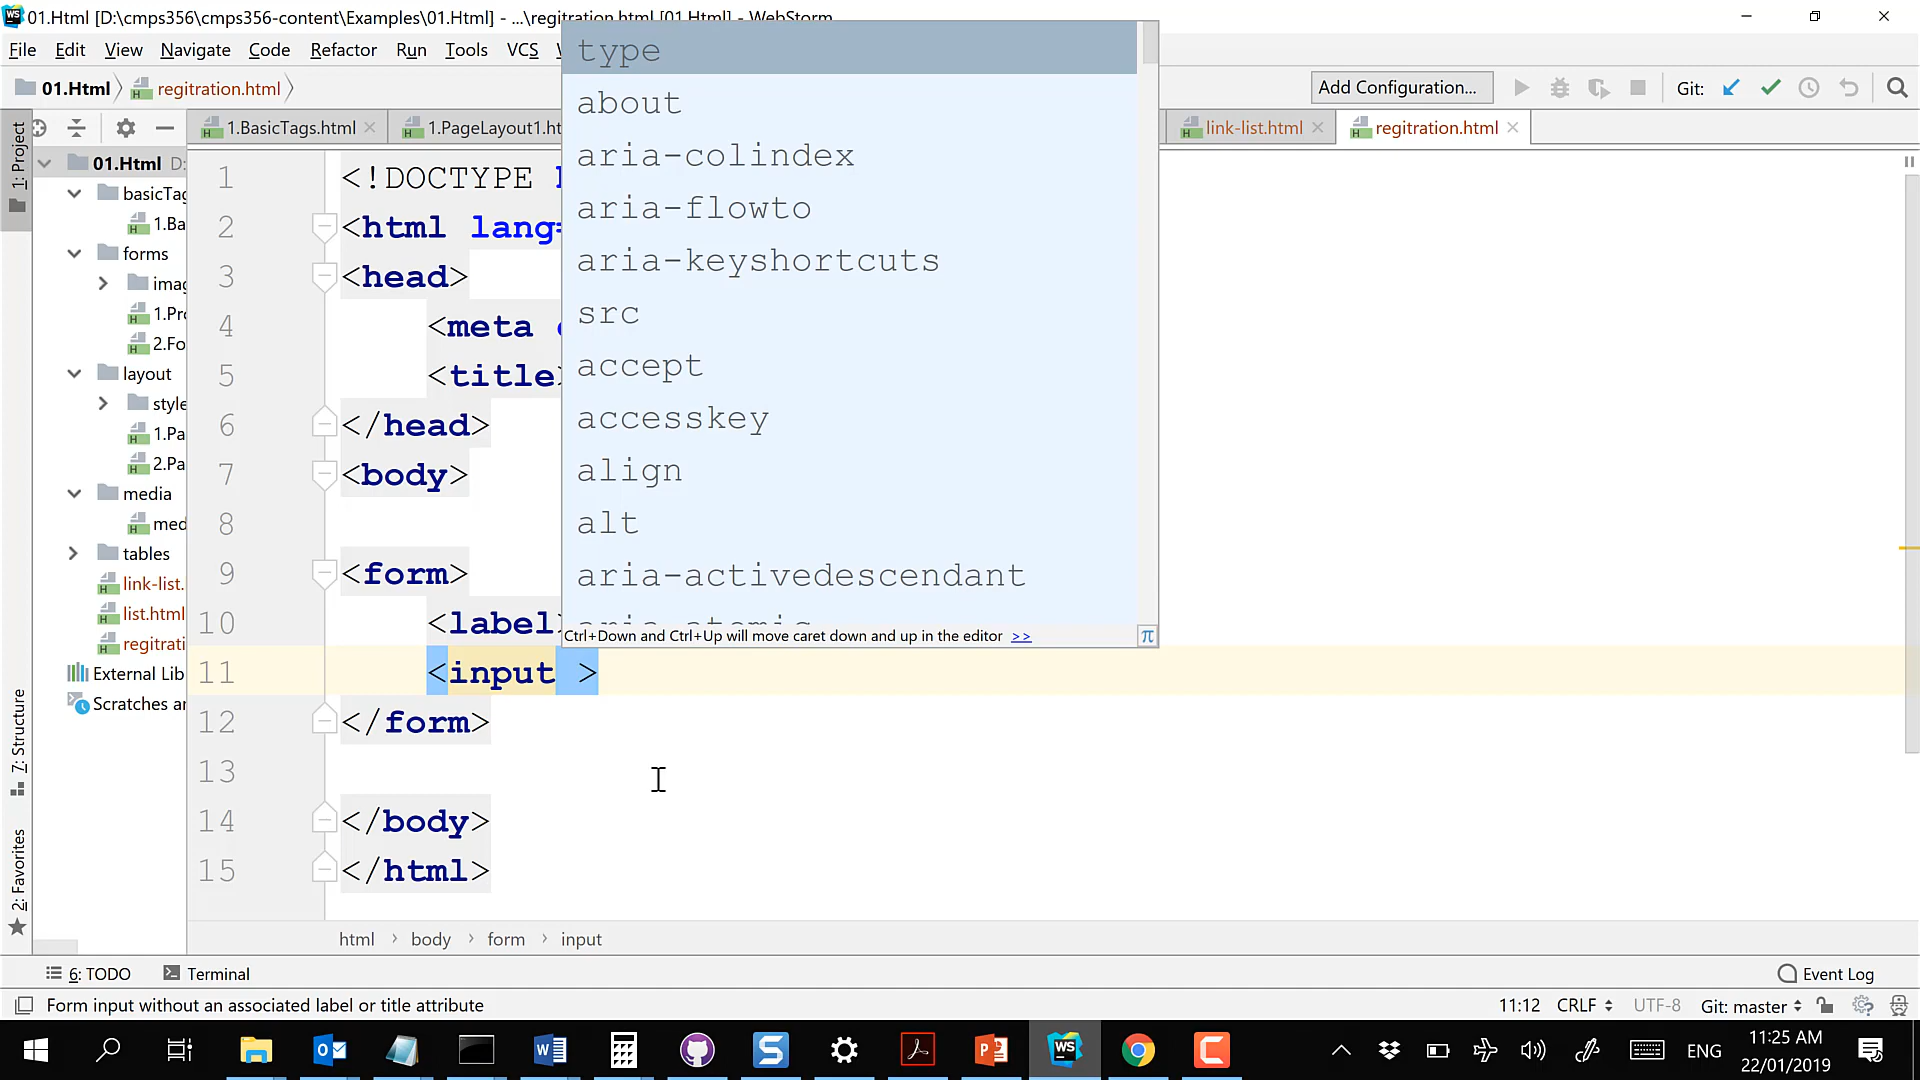 01.Html [D:\cmps356\cmps356-content\Examples\01.Html] - ...\regitration.html [01.Html] - WebStorm
File Edit View Navigate Code Refactor Run Tools VCS
01.Html regitration.html
Add Configuration... Git:
1.BasicTags.html 1.PageLayout1.ht link-list.html regitration.html
1: Project
7: Structure
2: Favorites
01.Html D:
basicTag
1.Ba
forms
imag
1.Pr
2.Fo
layout
style
1.Pa
2.Pa
media
med
tables
link-list.
list.html
regitrati
External Lib
Scratches ar
1 <!DOCTYPE
2 <html lang=
3 <head>
4 <meta
5 <title>
6 </head>
7 <body>
8
9 <form>
10 <label>
11 <input >
12 </form>
13
14 </body>
15 </html>
type
about
aria-colindex
aria-flowto
aria-keyshortcuts
src
accept
accesskey
align
alt
aria-activedescendant
aria-atomic
Ctrl+Down and Ctrl+Up will move caret down and up in the editor >>
π
html › body › form › input
6: TODO Terminal Event Log
Form input without an associated label or title attribute 11:12 CRLF UTF-8 Git: master
ENG 11:25 AM
22/01/2019